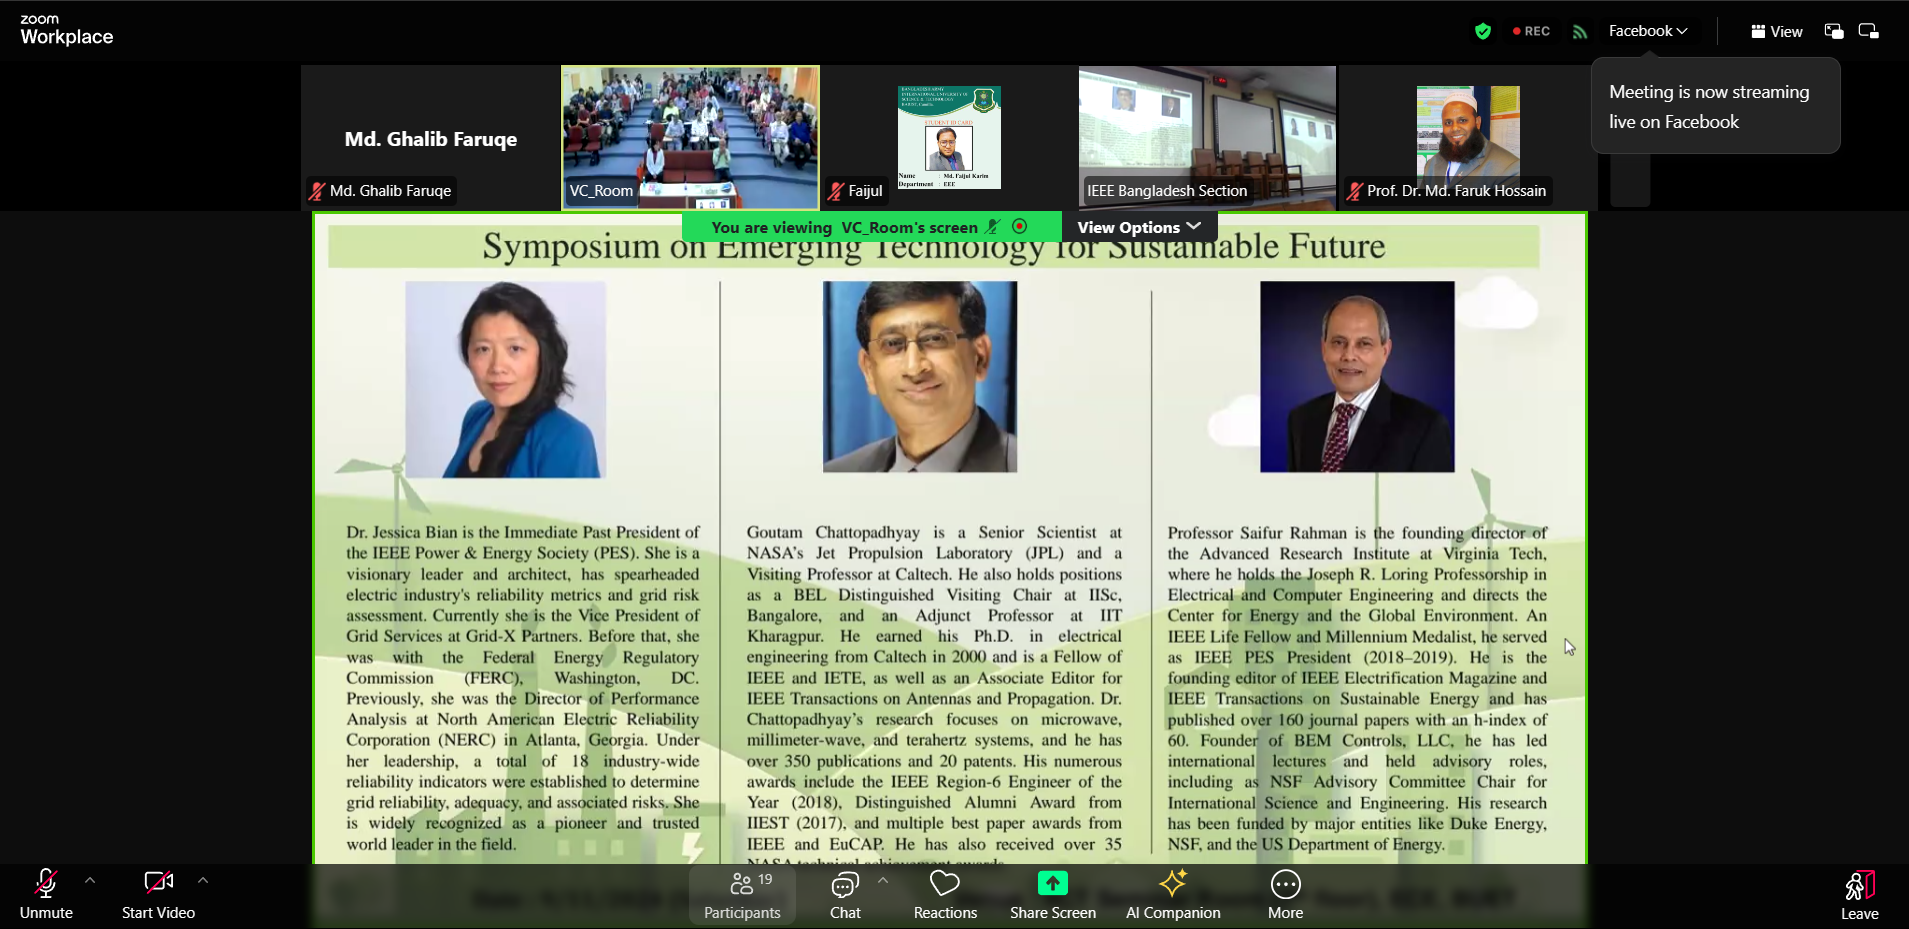 zoom
Workplace
REC
Facebook
View
Meeting is now streaming
live on Facebook
Md. Ghalib Faruqe
Md. Ghalib Faruqe
VC_Room
BANGLADESH ARMY
INTERNATIONAL UNIVERSITY OF
SCIENCE & TECHNOLOGY
STUDENT ID CARD
Name : Md. Faijul Karim
Department : EEE
Faijul
IEEE Bangladesh Section
Prof. Dr. Md. Faruk Hossain
You are viewing VC_Room's screen
View Options
Symposium on Emerging Technology for Sustainable Future
Dr. Jessica Bian is the Immediate Past President of
the IEEE Power & Energy Society (PES). She is a
visionary leader and architect, has spearheaded
electric industry's reliability metrics and grid risk
assessment. Currently she is the Vice President of
Grid Services at Grid-X Partners. Before that, she
was with the Federal Energy Regulatory
Commission (FERC), Washington, DC.
Previously, she was the Director of Performance
Analysis at North American Electric Reliability
Corporation (NERC) in Atlanta, Georgia. Under
her leadership, a total of 18 industry-wide
reliability indicators were established to determine
grid reliability, adequacy, and associated risks. She
is widely recognized as a pioneer and trusted
world leader in the field.
Goutam Chattopadhyay is a Senior Scientist at
NASA's Jet Propulsion Laboratory (JPL) and a
Visiting Professor at Caltech. He also holds positions
as a BEL Distinguished Visiting Chair at IISc,
Bangalore, and an Adjunct Professor at IIT
Kharagpur. He earned his Ph.D. in electrical
engineering from Caltech in 2000 and is a Fellow of
IEEE and IETE, as well as an Associate Editor for
IEEE Transactions on Antennas and Propagation. Dr.
Chattopadhyay's research focuses on microwave,
millimeter-wave, and terahertz systems, and he has
over 350 publications and 20 patents. His numerous
awards include the IEEE Region-6 Engineer of the
Year (2018), Distinguished Alumni Award from
IIEST (2017), and multiple best paper awards from
IEEE and EuCAP. He has also received over 35
NASA technical achievement awards.
Professor Saifur Rahman is the founding director of
the Advanced Research Institute at Virginia Tech,
where he holds the Joseph R. Loring Professorship in
Electrical and Computer Engineering and directs the
Center for Energy and the Global Environment. An
IEEE Life Fellow and Millennium Medalist, he served
as IEEE PES President (2018–2019). He is the
founding editor of IEEE Electrification Magazine and
IEEE Transactions on Sustainable Energy and has
published over 160 journal papers with an h-index of
60. Founder of BEM Controls, LLC, he has led
international lectures and held advisory roles,
including as NSF Advisory Committee Chair for
International Science and Engineering. His research
has been funded by major entities like Duke Energy,
NSF, and the US Department of Energy.
Unmute
Start Video
19
Participants
Chat
Reactions
Share Screen
AI Companion
More
Leave